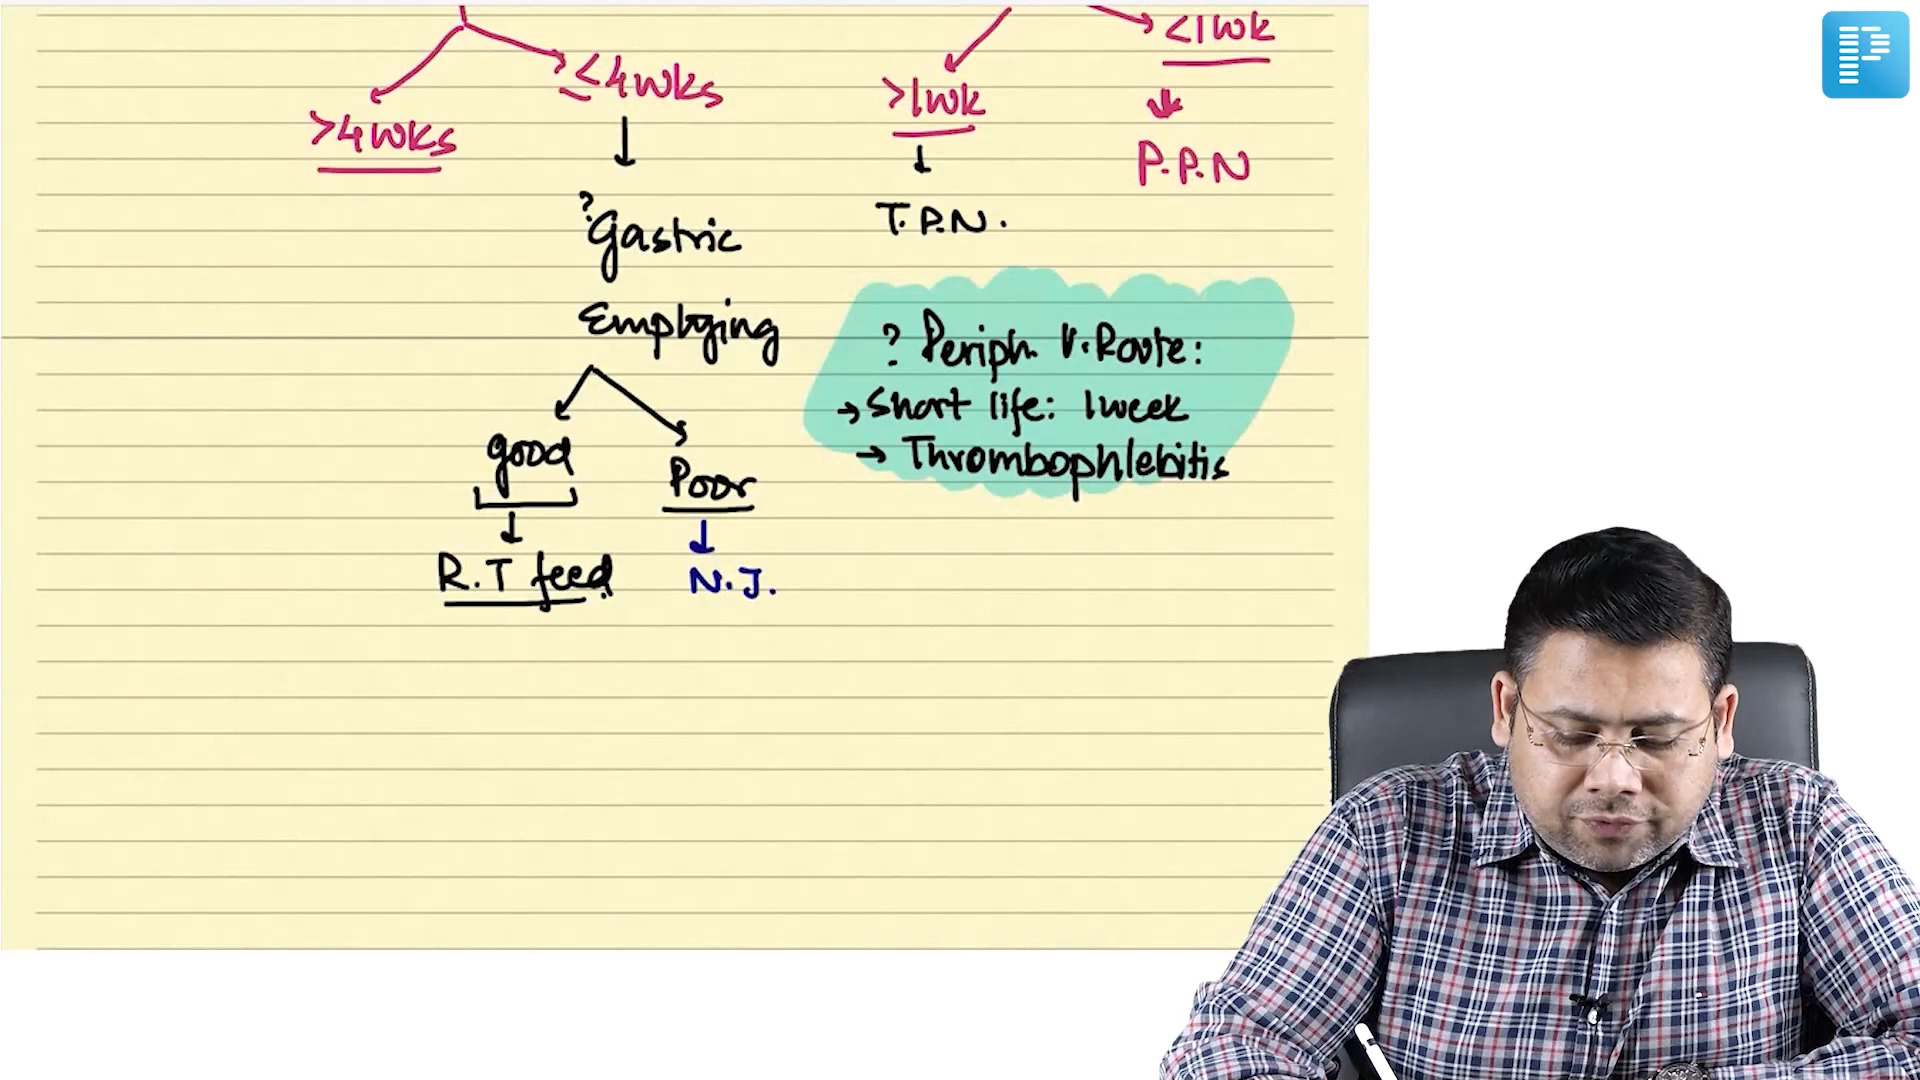 <1wk
≤4wks
>1wk
>4wks
P.P.N
T.P.N.
? Gastric
Emptying
? Periph. V. Route:
→ Short life: 1week
→ Thrombophlebitis
good
Poor
R.T feed
N.J.